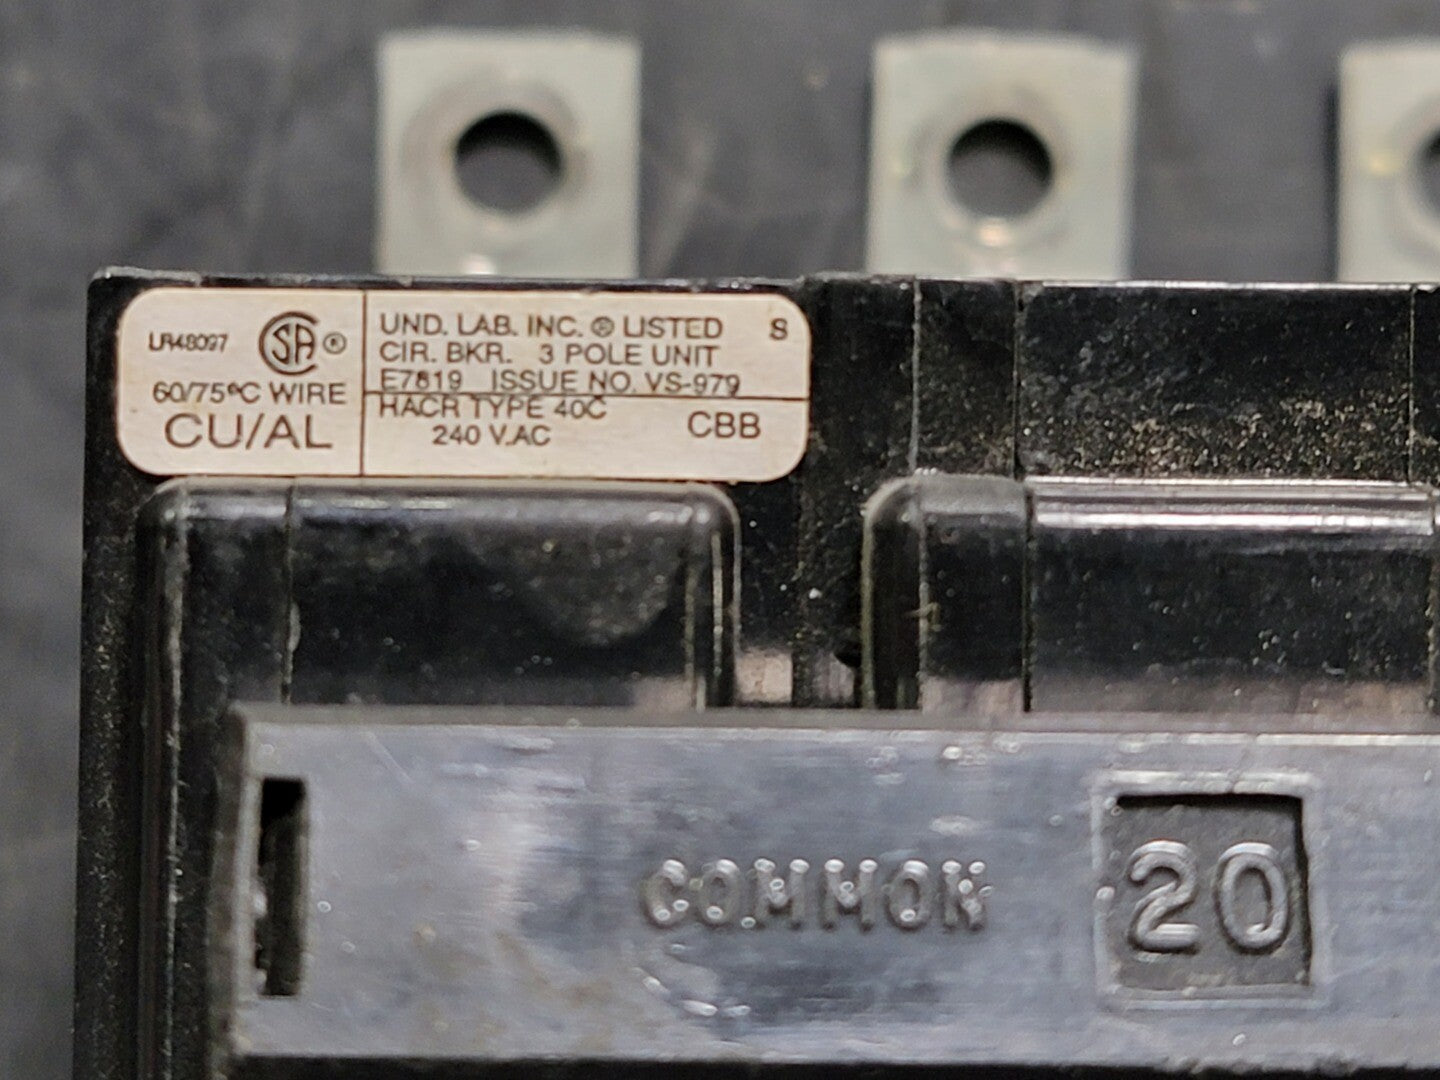 LR48097 SA ®
60/75°C WIRE
CU/AL
UND. LAB. INC. ® LISTED S
CIR. BKR. 3 POLE UNIT
E7819 ISSUE NO. VS-979
HACR TYPE 40C CBB
240 V.AC
COMMON 20